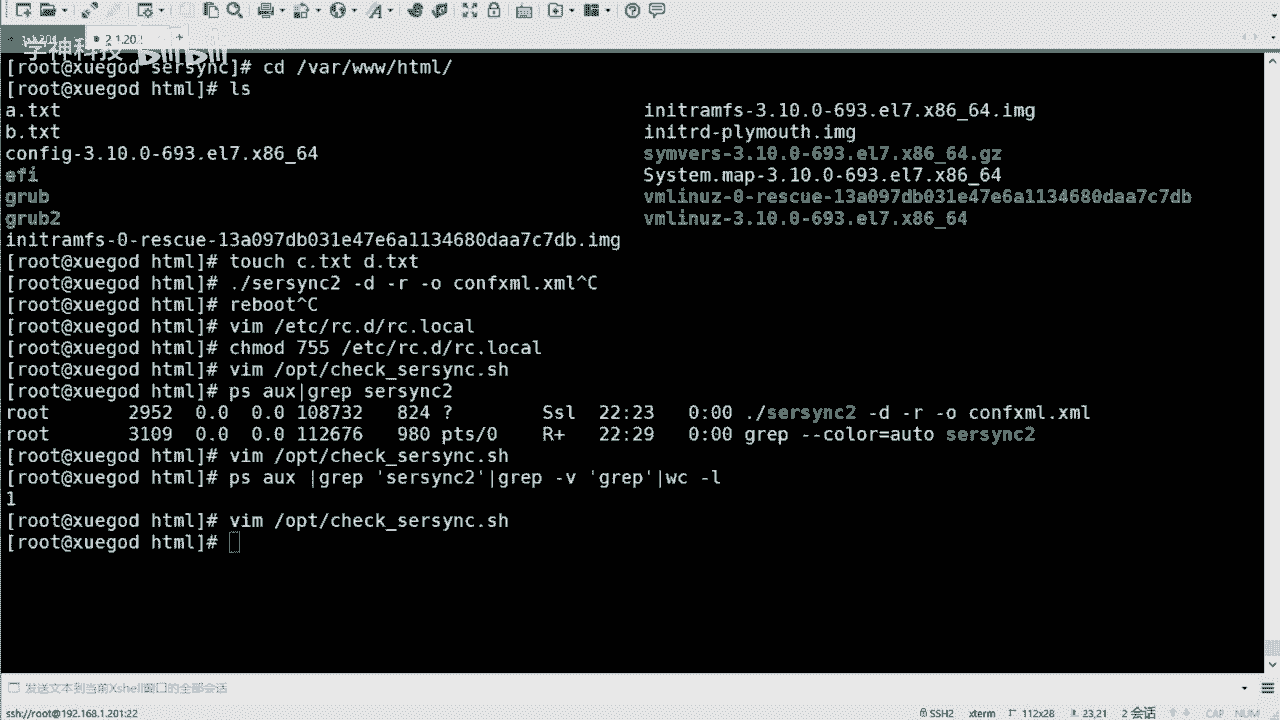 1 1.201
2 1.20
学神科技 bilibili
[root@xuegod sersync]# cd /var/www/html/
[root@xuegod html]# ls
a.txt initramfs-3.10.0-693.el7.x86_64.img
b.txt initrd-plymouth.img
config-3.10.0-693.el7.x86_64 symvers-3.10.0-693.el7.x86_64.gz
efi System.map-3.10.0-693.el7.x86_64
grub vmlinuz-0-rescue-13a097db031e47e6a1134680daa7c7db
grub2 vmlinuz-3.10.0-693.el7.x86_64
initramfs-0-rescue-13a097db031e47e6a1134680daa7c7db.img
[root@xuegod html]# touch c.txt d.txt
[root@xuegod html]# ./sersync2 -d -r -o confxml.xml^C
[root@xuegod html]# reboot^C
[root@xuegod html]# vim /etc/rc.d/rc.local
[root@xuegod html]# chmod 755 /etc/rc.d/rc.local
[root@xuegod html]# vim /opt/check_sersync.sh
[root@xuegod html]# ps aux|grep sersync2
root 2952 0.0 0.0 108732 824 ? Ssl 22:23 0:00 ./sersync2 -d -r -o confxml.xml
root 3109 0.0 0.0 112676 980 pts/0 R+ 22:29 0:00 grep --color=auto sersync2
[root@xuegod html]# vim /opt/check_sersync.sh
[root@xuegod html]# ps aux |grep 'sersync2'|grep -v 'grep'|wc -l
1
[root@xuegod html]# vim /opt/check_sersync.sh
[root@xuegod html]#
发送文本到当前Xshell窗口的全部会话
ssh://root@192.168.1.201:22 SSH2 xterm 112x28 23,21 2 会话 CAP NUM